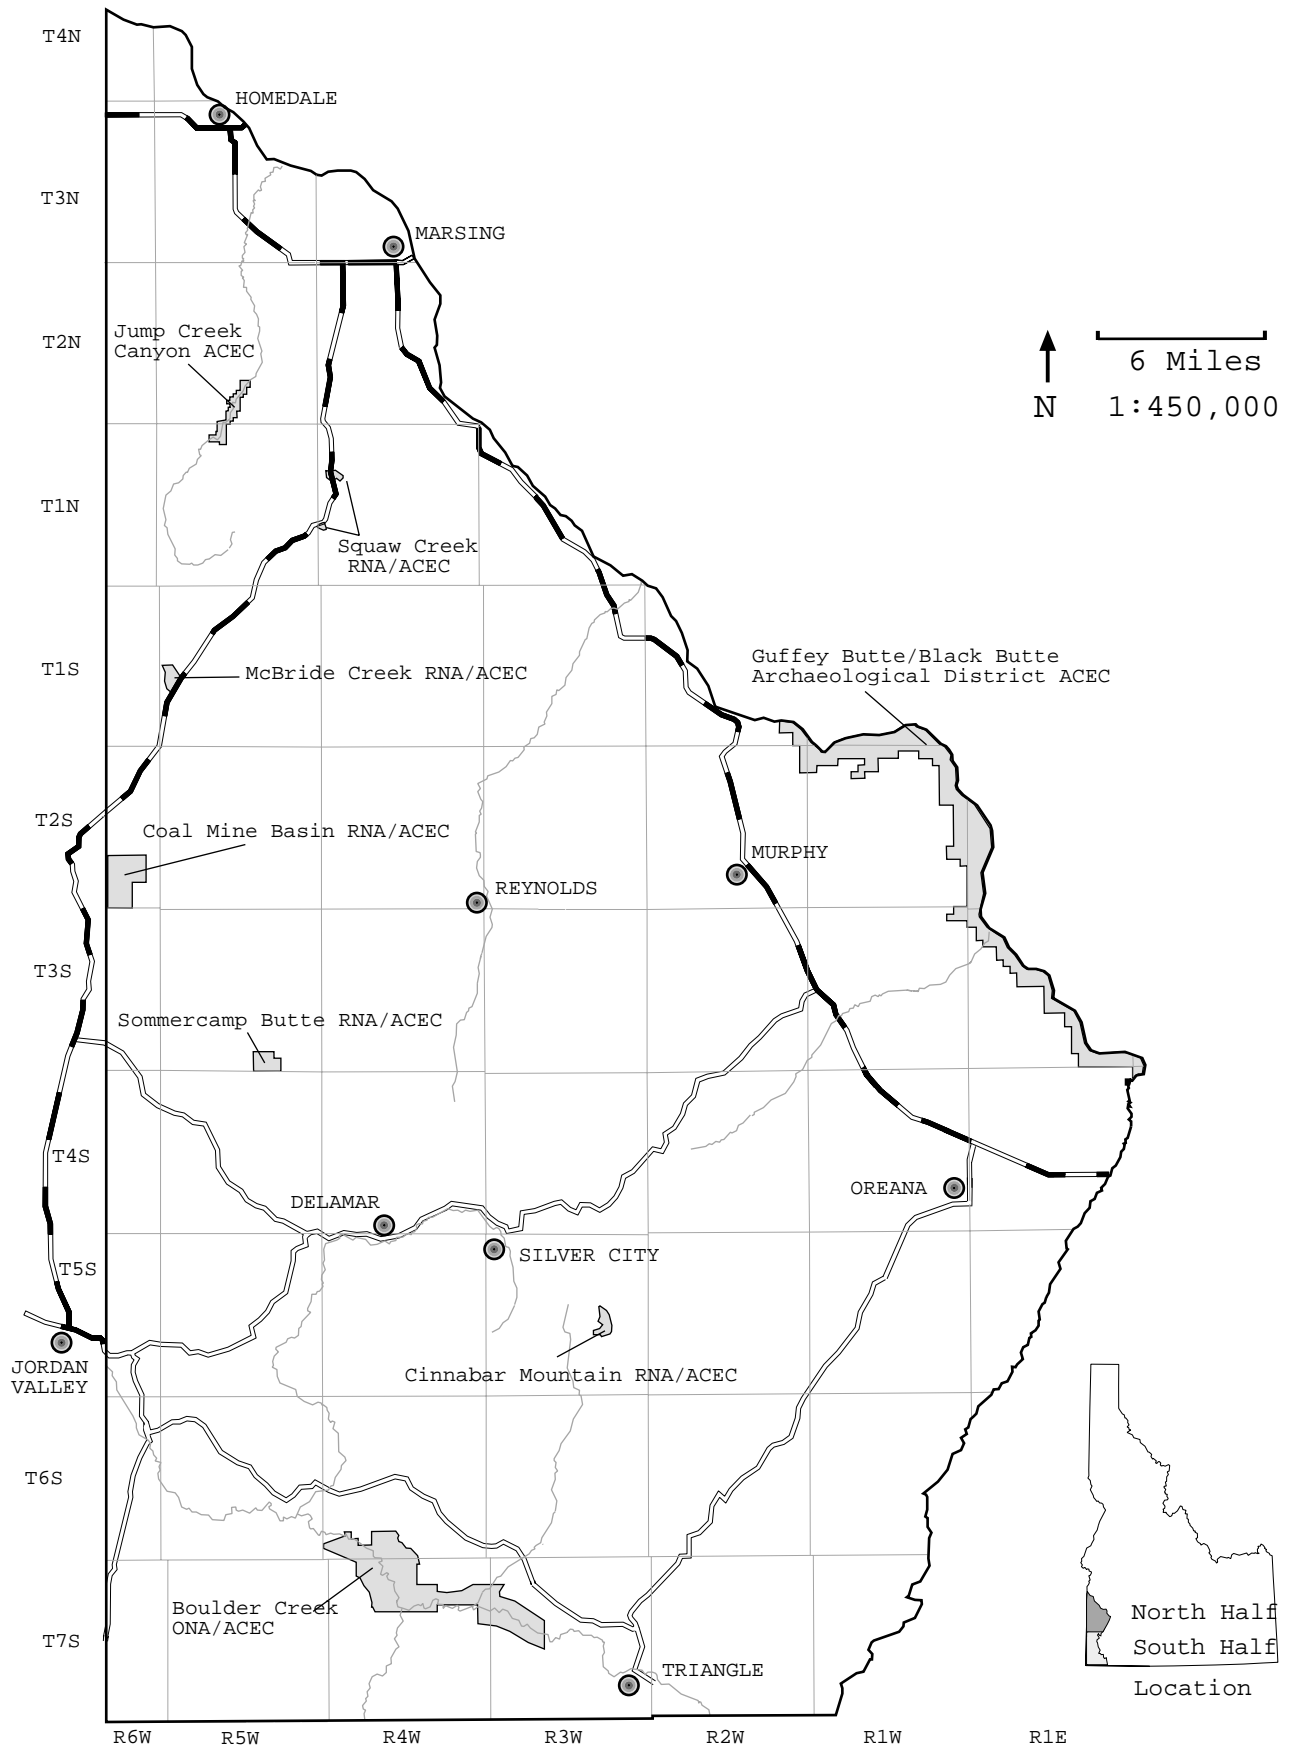 T4N
HOMEDALE
T3N
MARSING
Jump Creek
Canyon ACEC
T2N
6 Miles
N
1:450,000
T1N
Squaw Creek
RNA/ACEC
T1S
McBride Creek RNA/ACEC
Guffey Butte/Black Butte
Archaeological District ACEC
T2S
Coal Mine Basin RNA/ACEC
MURPHY
REYNOLDS
T3S
Sommercamp Butte RNA/ACEC
T4S
DELAMAR
OREANA
SILVER CITY
T5S
JORDAN
VALLEY
Cinnabar Mountain RNA/ACEC
T6S
Boulder Creek
ONA/ACEC
T7S
TRIANGLE
North Half
South Half
Location
R6W
R5W
R4W
R3W
R2W
R1W
R1E